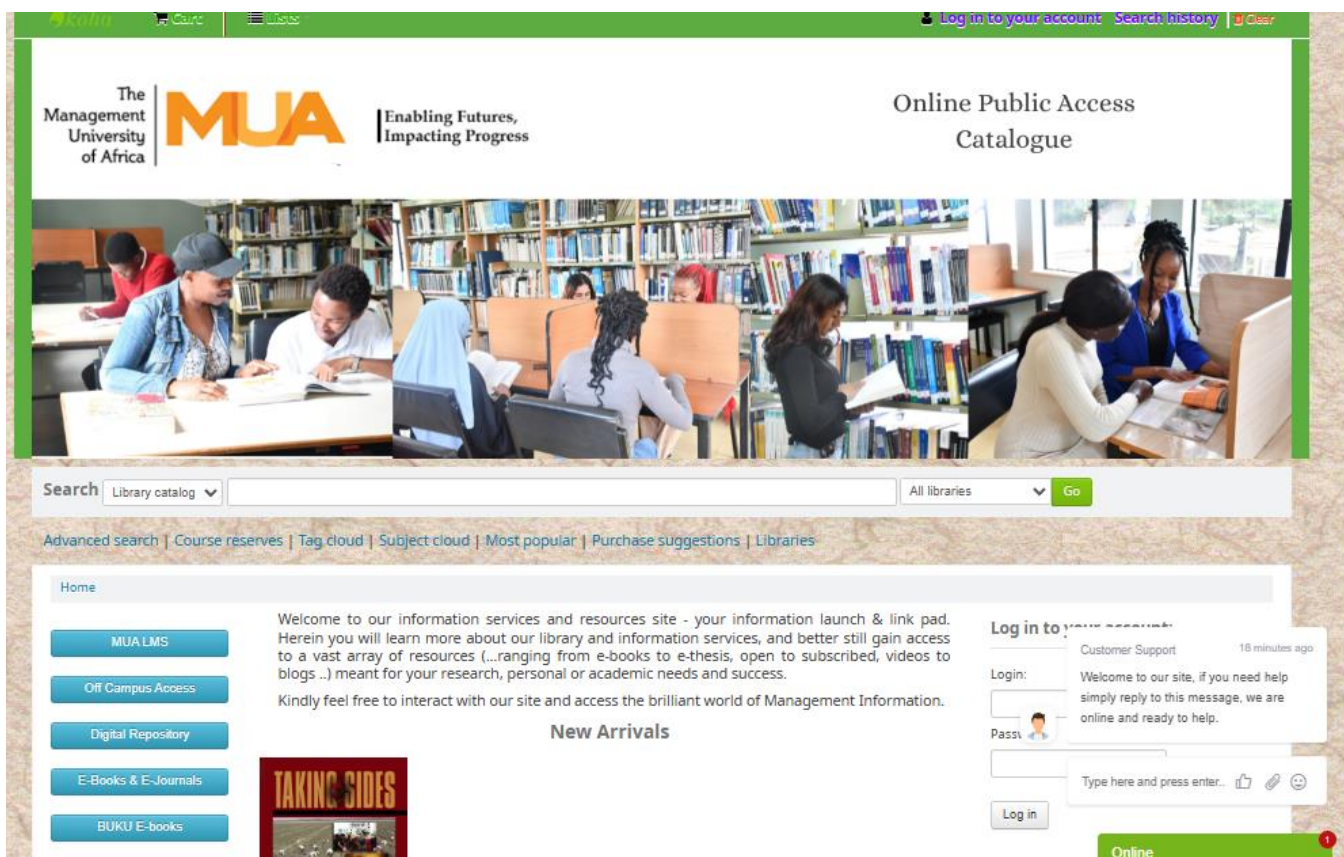 koha Cart Lists Log in to your account Search history Clear
The
Management
University
of Africa
MUA
Enabling Futures,
Impacting Progress
Online Public Access
Catalogue
Search Library catalog All libraries Go
Advanced search | Course reserves | Tag cloud | Subject cloud | Most popular | Purchase suggestions | Libraries
Home
MUA LMS
Off Campus Access
Digital Repository
E-Books & E-Journals
BUKU E-books
Welcome to our information services and resources site - your information launch & link pad.
Herein you will learn more about our library and information services, and better still gain access
to a vast array of resources (...ranging from e-books to e-thesis, open to subscribed, videos to
blogs ..) meant for your research, personal or academic needs and success.
Kindly feel free to interact with our site and access the brilliant world of Management Information.
New Arrivals
TAKING SIDES
Log in to your account:
Login:
Log in
Customer Support 18 minutes ago
Welcome to our site, if you need help
simply reply to this message, we are
online and ready to help.
Type here and press enter..
Online
1